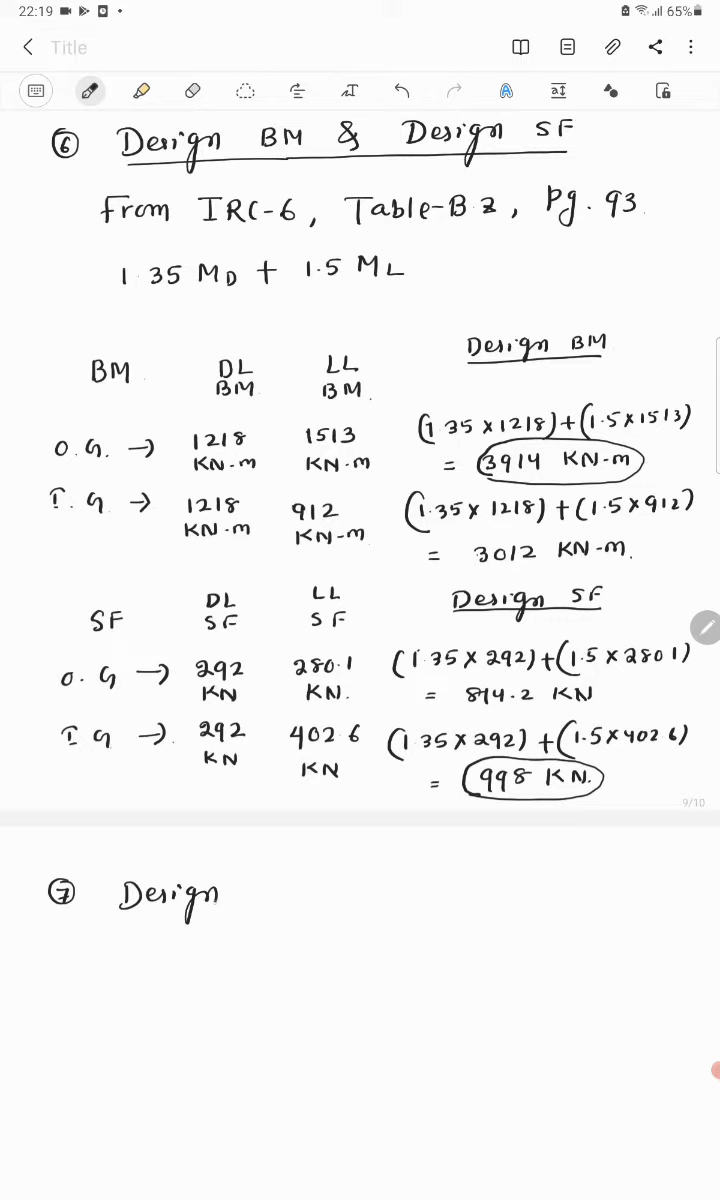 22:19 65%
Title
⑥ Design BM & Design SF
From IRC-6, Table-B 2, Pg. 93
1.35 MD + 1.5 ML
BM DL BM LL BM. Design BM
O.G. → 1218 KN-m 1513 KN-m (1.35 x 1218) + (1.5 x 1513)
= 3914 KN-m
I.G → 1218 KN-m 912 KN-m (1.35 x 1218) + (1.5 x 912)
= 3012 KN-m.
SF DL SF LL SF Design SF
O.G → 292 KN 280.1 KN. (1.35 x 292) + (1.5 x 280 1)
= 814.2 KN
I G → 292 KN 402 6 KN (1 35 x 292) + (1.5 x 402 6)
= 998 KN.
9/10
⑦ Design